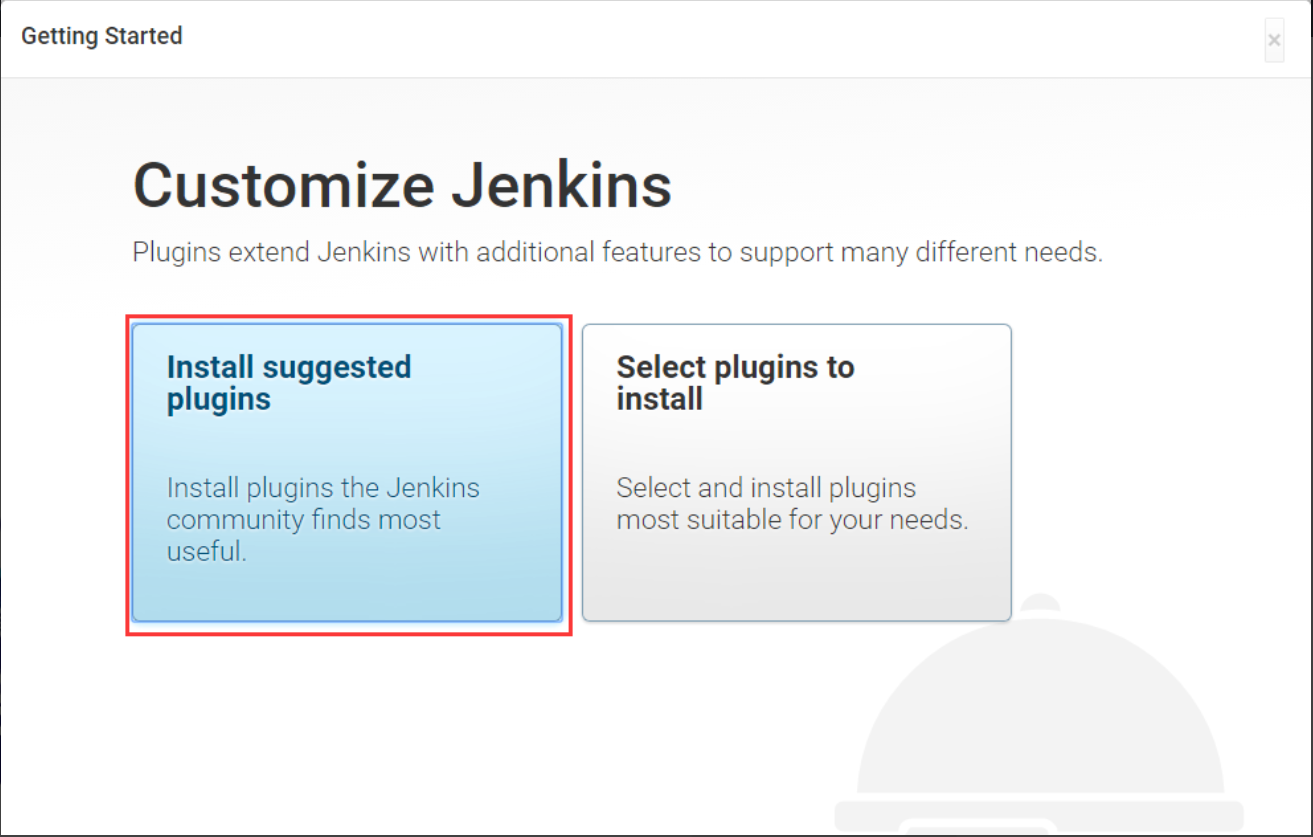 Getting Started
×
Customize Jenkins
Plugins extend Jenkins with additional features to support many different needs.
Install suggested
plugins
Install plugins the Jenkins
community finds most
useful.
Select plugins to
install
Select and install plugins
most suitable for your needs.